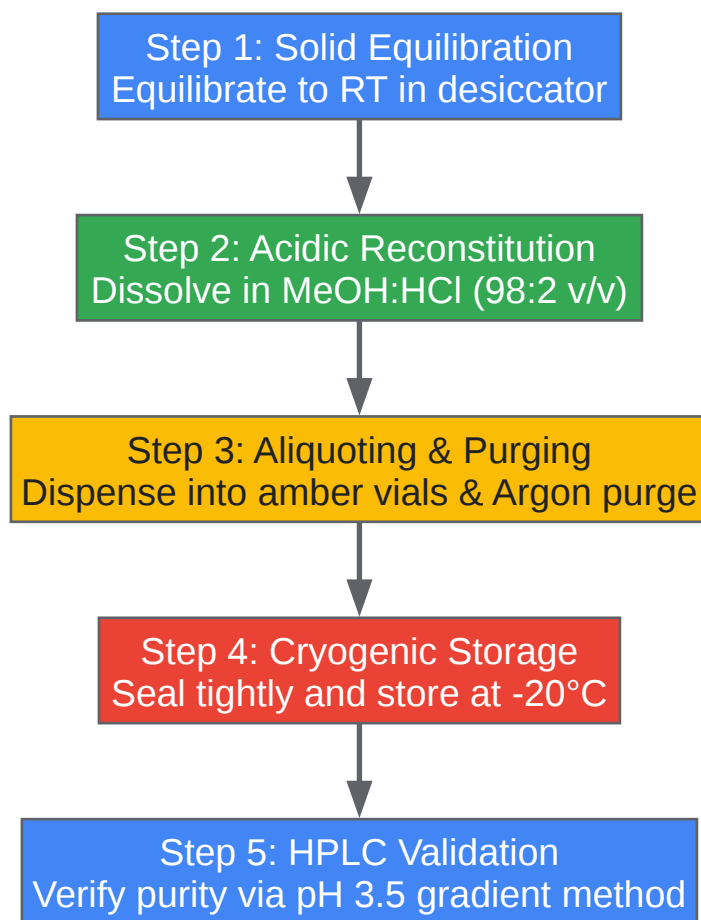 Step 1: Solid Equilibration
Equilibrate to RT in desiccator
Step 2: Acidic Reconstitution
Dissolve in MeOH:HCl (98:2 v/v)
Step 3: Aliquoting & Purging
Dispense into amber vials & Argon purge
Step 4: Cryogenic Storage
Seal tightly and store at -20°C
Step 5: HPLC Validation
Verify purity via pH 3.5 gradient method